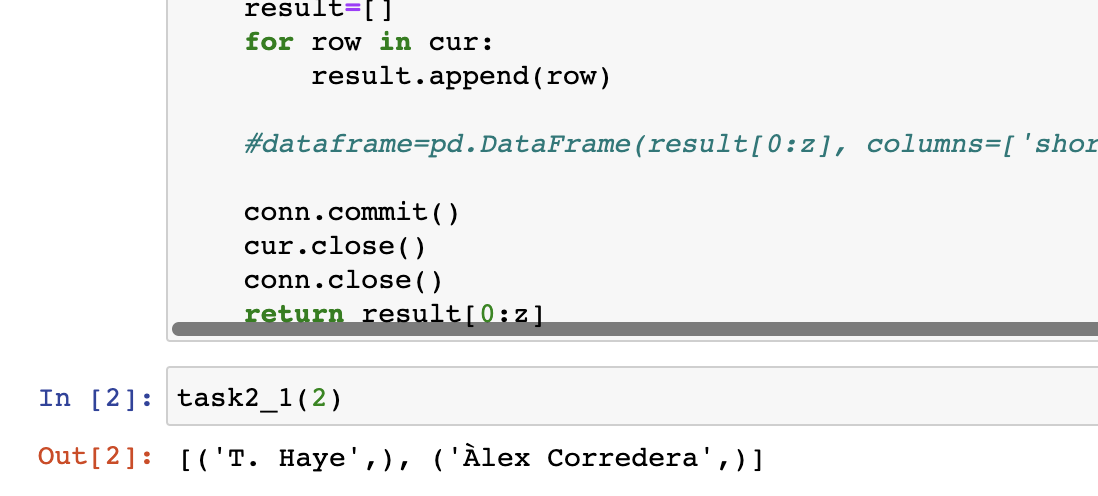 result=[]
for row in cur:
result.append(row)
#dataframe=pd.DataFrame(result[0:z], columns=['shor
conn.commit()
cur.close()
conn.close()
return result[0:z]
In [2]: task2_1(2)
Out[2]: [('T. Haye',), ('Àlex Corredera',)]